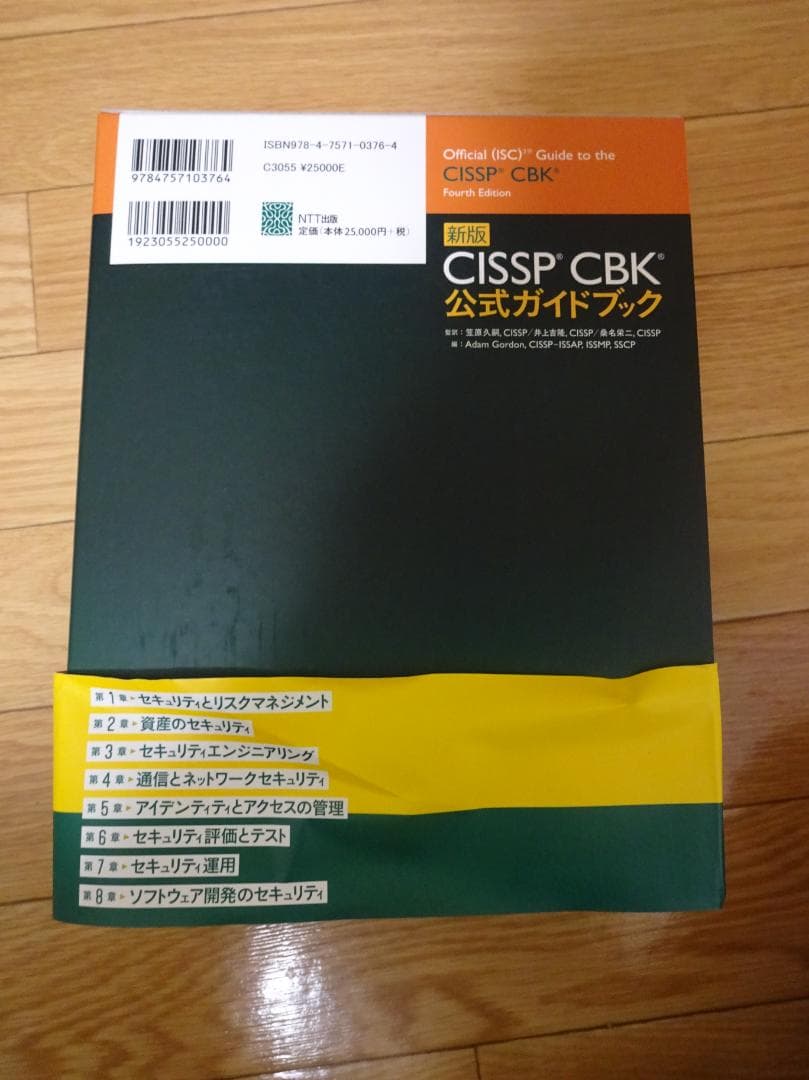 ISBN978-4-7571-0376-4
C3055 ¥25000E
9784757103764
1923055250000
NTT出版
定価(本体25,000円+税)
Official (ISC)²® Guide to the
CISSP® CBK®
Fourth Edition
新版
CISSP® CBK®
公式ガイドブック
監訳：笠原久嗣, CISSP/井上吉隆, CISSP/桑名栄二, CISSP
編：Adam Gordon, CISSP-ISSAP, ISSMP, SSCP
第1章▶セキュリティとリスクマネジメント
第2章▶資産のセキュリティ
第3章▶セキュリティエンジニアリング
第4章▶通信とネットワークセキュリティ
第5章▶アイデンティティとアクセスの管理
第6章▶セキュリティ評価とテスト
第7章▶セキュリティ運用
第8章▶ソフトウェア開発のセキュリティ